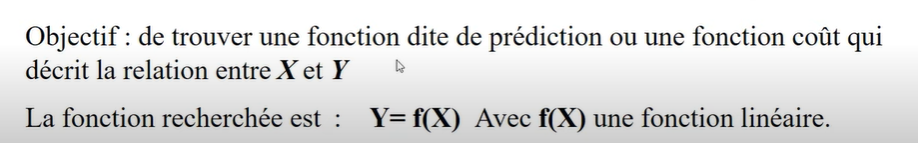 Objectif : de trouver une fonction dite de prédiction ou une fonction coût qui
décrit la relation entre X et Y
La fonction recherchée est : Y= f(X) Avec f(X) une fonction linéaire.